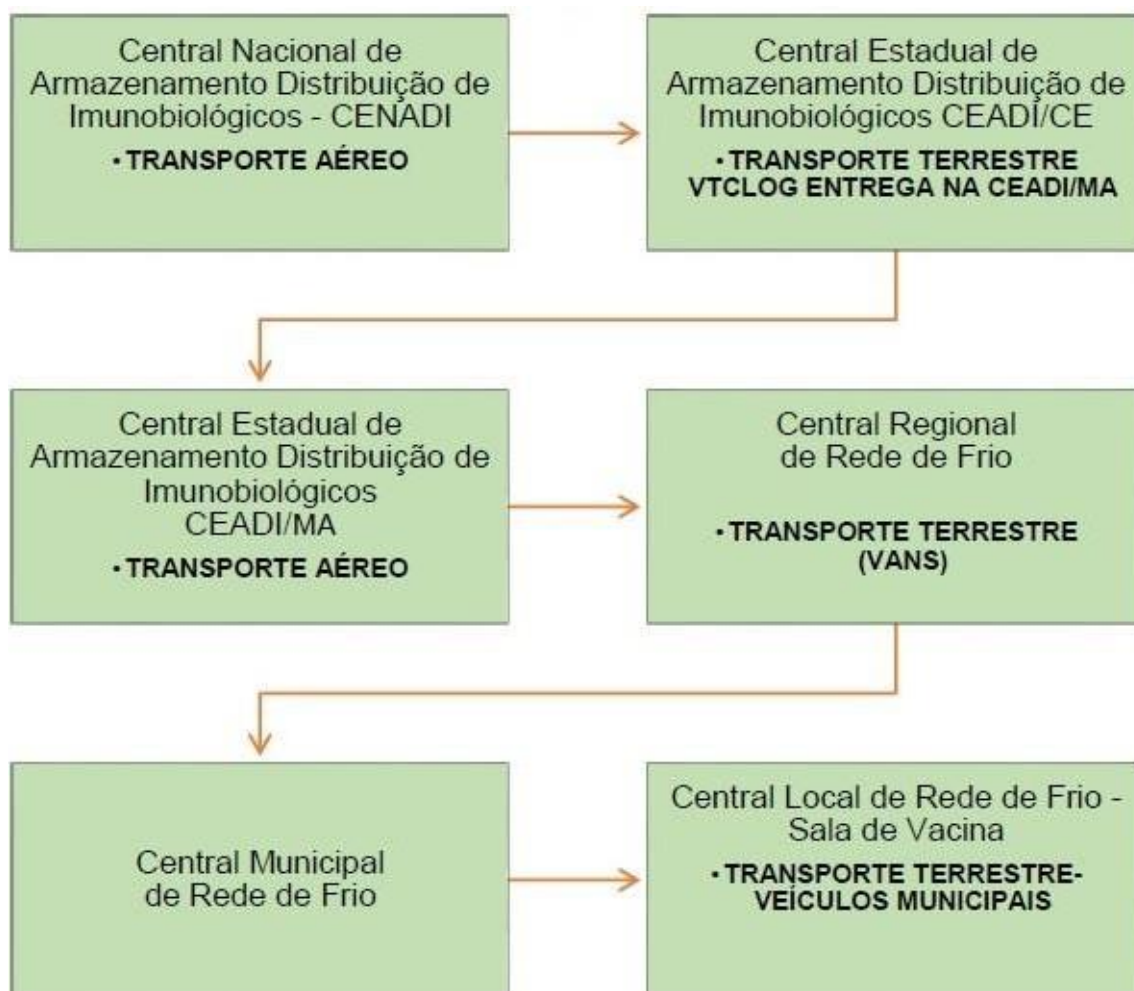 Central Nacional de
Armazenamento Distribuição de
Imunobiológicos - CENADI
• TRANSPORTE AÉREO
Central Estadual de
Armazenamento Distribuição de
Imunobiológicos CEADI/CE
• TRANSPORTE TERRESTRE
VTCLOG ENTREGA NA CEADI/MA
Central Estadual de
Armazenamento Distribuição de
Imunobiológicos
CEADI/MA
• TRANSPORTE AÉREO
Central Regional
de Rede de Frio
• TRANSPORTE TERRESTRE
(VANS)
Central Municipal
de Rede de Frio
Central Local de Rede de Frio -
Sala de Vacina
• TRANSPORTE TERRESTRE-
VEÍCULOS MUNICIPAIS